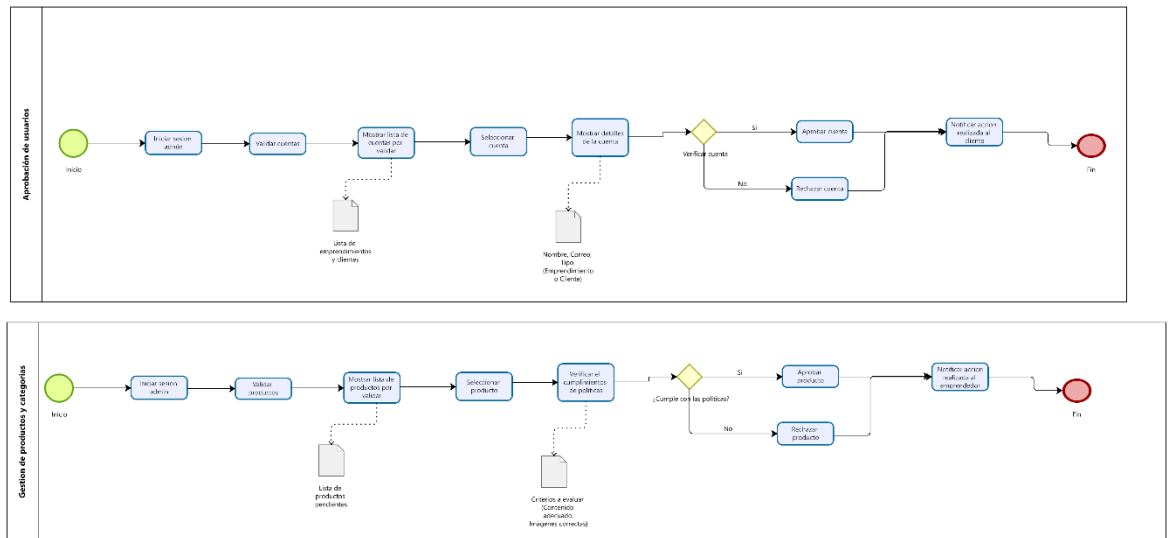 Aprobación de usuarios
Inicio
Iniciar sesion
admin
Validar cuentas
Mostrar lista de
cuentas por
validar
Lista de
emprendimientos
y clientes
Seleccionar
cuenta
Mostrar detalles
de la cuenta
Nombre, Correo,
Tipo
(Emprendimiento
o Cliente)
Verificar cuenta
Si
Aprobar cuenta
No
Rechazar cuenta
Notificar accion
realizada al
cliente
Fin
Gestion de productos y categorias
Inicio
Iniciar sesion
admin
Validar
productos
Mostrar lista de
productos por
validar
Lista de
productos
pendientes
Seleccionar
producto
Verificar el
cumplimientos
de politicas
Criterios a evaluar
(Contenido
adecuado.
Imágenes correctas)
¿Cumple con las politicas?
Si
Aprobar
producto
No
Rechazar
producto
Notificar accion
realizada al
emprendedor
Fin